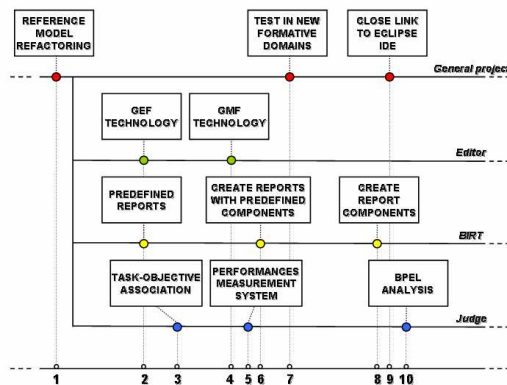 REFERENCE
MODEL
REFACTORING
TEST IN NEW
FORMATIVE
DOMAINS
CLOSE LINK
TO ECLIPSE
IDE
General project
GEF
TECHNOLOGY
GMF
TECHNOLOGY
Editor
PREDEFINED
REPORTS
CREATE REPORTS
WITH PREDEFINED
COMPONENTS
CREATE
REPORT
COMPONENTS
BIRT
TASK-OBJECTIVE
ASSOCIATION
PERFORMANCES
MEASUREMENT
SYSTEM
BPEL
ANALYSIS
Judge
1 2 3 4 5 6 7 8 9 10